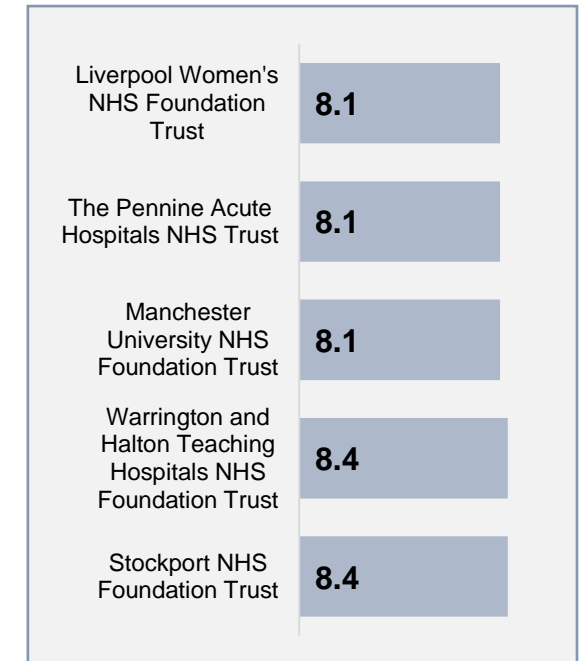 Liverpool Women's
NHS Foundation
Trust
8.1
The Pennine Acute
Hospitals NHS Trust
8.1
Manchester
University NHS
Foundation Trust
8.1
Warrington and
Halton Teaching
Hospitals NHS
Foundation Trust
8.4
Stockport NHS
Foundation Trust
8.4